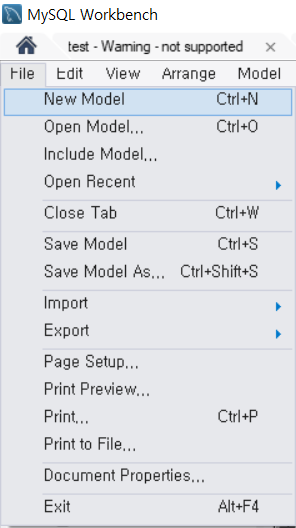 MySQL Workbench
test - Warning - not supported ×
File Edit View Arrange Model
New Model Ctrl+N
Open Model... Ctrl+O
Include Model...
Open Recent
Close Tab Ctrl+W
Save Model Ctrl+S
Save Model As... Ctrl+Shift+S
Import
Export
Page Setup...
Print Preview...
Print... Ctrl+P
Print to File...
Document Properties...
Exit Alt+F4